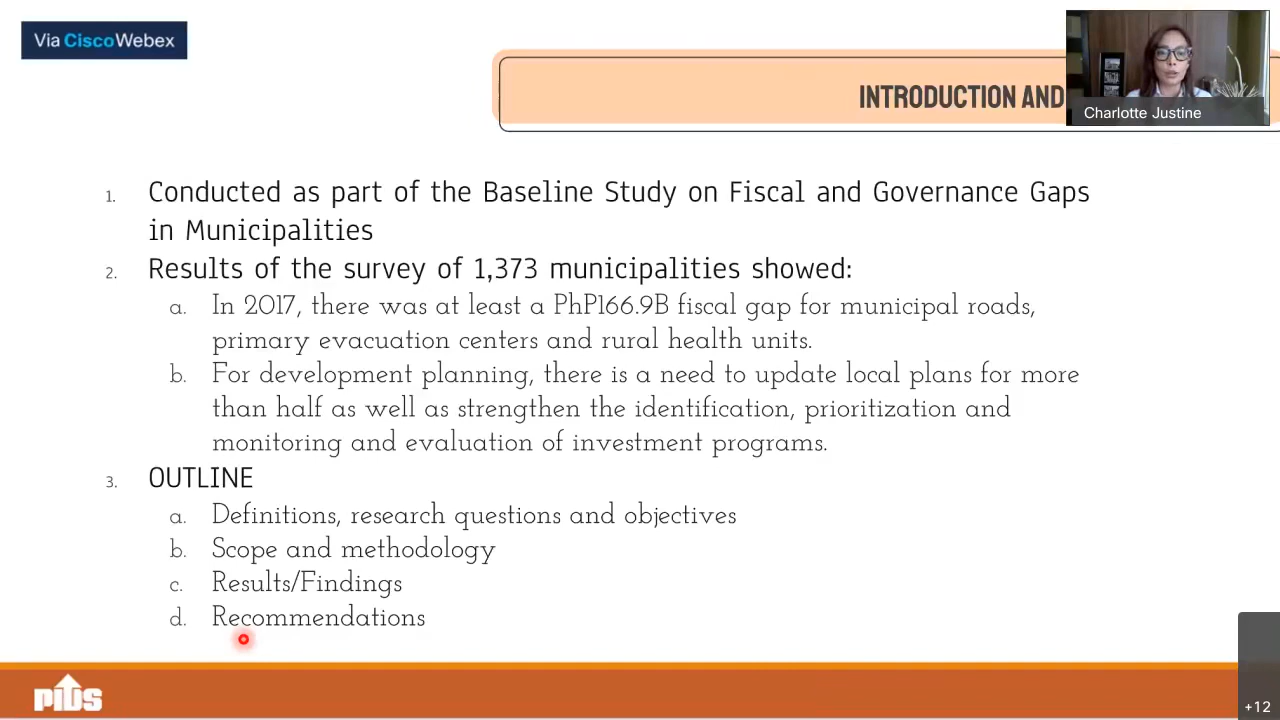 Via CiscoWebex
INTRODUCTION AND
Charlotte Justine
1. Conducted as part of the Baseline Study on Fiscal and Governance Gaps
in Municipalities
2. Results of the survey of 1,373 municipalities showed:
a. In 2017, there was at least a PhP166.9B fiscal gap for municipal roads,
primary evacuation centers and rural health units.
b. For development planning, there is a need to update local plans for more
than half as well as strengthen the identification, prioritization and
monitoring and evaluation of investment programs.
3. OUTLINE
a. Definitions, research questions and objectives
b. Scope and methodology
c. Results/Findings
d. Recommendations
PIDS
+12